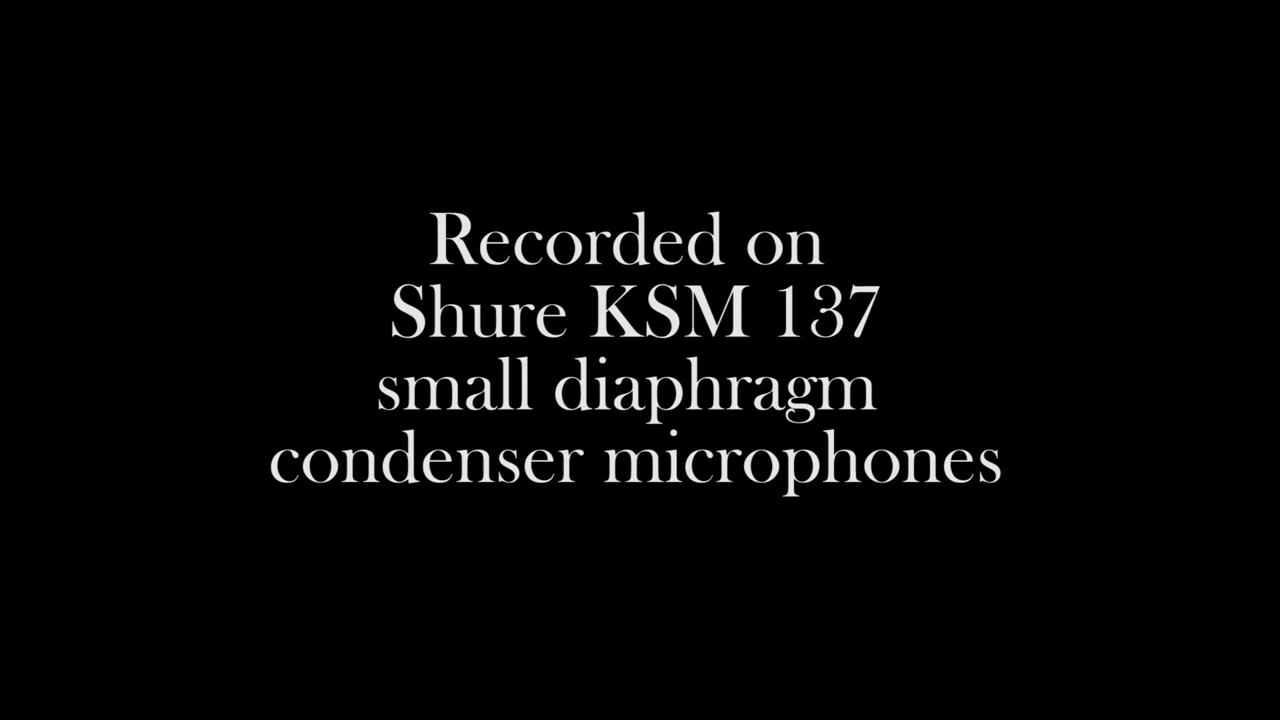 Recorded on
Shure KSM 137
small diaphragm
condenser microphones